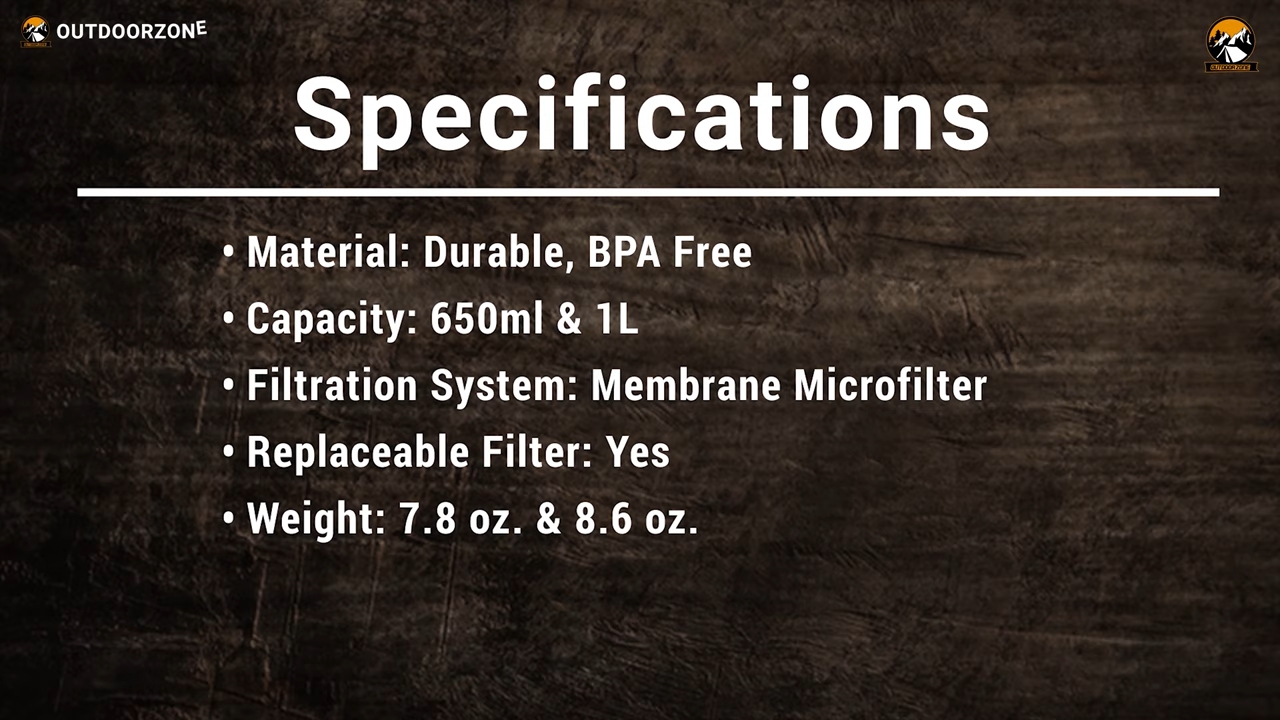 OUTDOORZONE
OUTDOORZONE
Specifications
• Material: Durable, BPA Free
• Capacity: 650ml & 1L
• Filtration System: Membrane Microfilter
• Replaceable Filter: Yes
• Weight: 7.8 oz. & 8.6 oz.